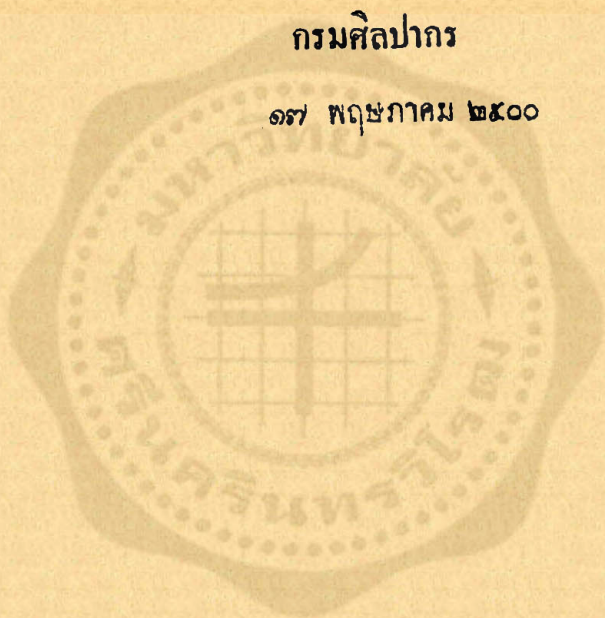 กรมศิลปากร
๑๗ พฤษภาคม ๒๕๐๐
มหาวิทยาลัย
ศรีนครินทรวิโรฒ